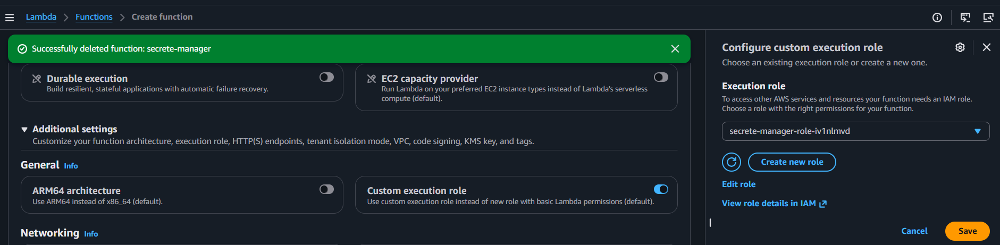 Lambda > Functions > Create function
Successfully deleted function: secrete-manager
Durable execution
Build resilient, stateful applications with automatic failure recovery.
EC2 capacity provider
Run Lambda on your preferred EC2 instance types instead of Lambda's serverless
compute (default).
Additional settings
Customize your function architecture, execution role, HTTP(S) endpoints, tenant isolation mode, VPC, code signing, KMS key, and tags.
General Info
ARM64 architecture
Use ARM64 instead of x86_64 (default).
Custom execution role
Use custom execution role instead of new role with basic Lambda permissions (default).
Networking Info
Configure custom execution role
Choose an existing execution role or create a new one.
Execution role
To access other AWS services and resources your function needs an IAM role.
Choose a role with the right permissions for your function.
secrete-manager-role-iv1nlmvd
Create new role
Edit role
View role details in IAM
Cancel Save